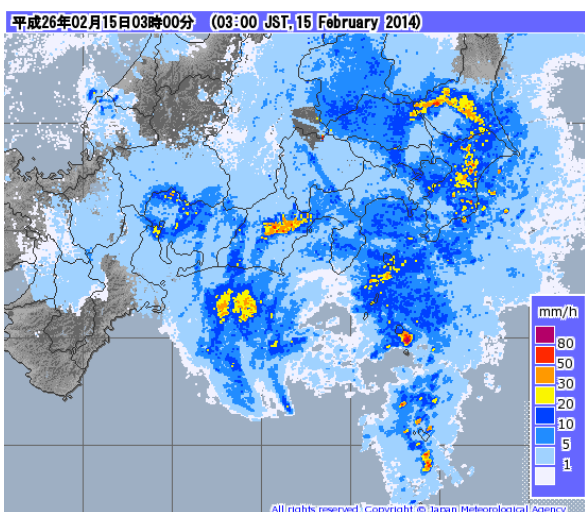 平成26年02月15日03時00分 (03:00 JST, 15 February 2014)
mm/h
80
50
30
20
10
5
1
All rights reserved. Copyright © Japan Meteorological Agency